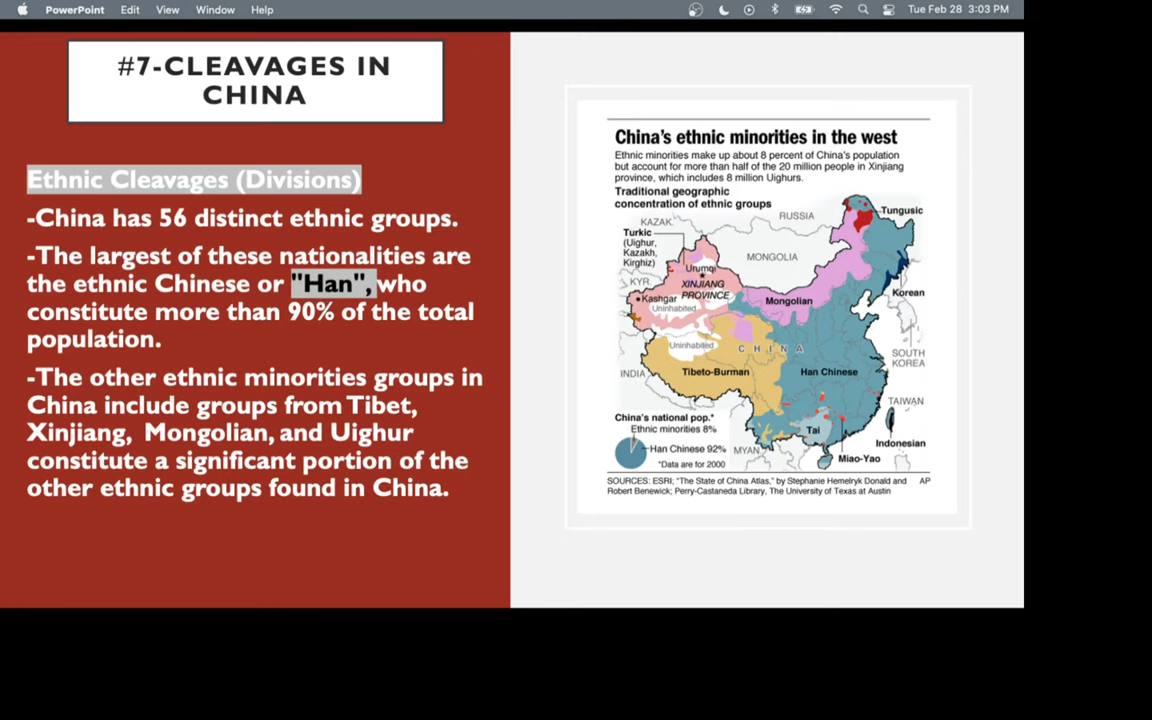 PowerPoint Edit View Window Help
Tue Feb 28 3:03 PM
#7-CLEAVAGES IN
CHINA
Ethnic Cleavages (Divisions)
-China has 56 distinct ethnic groups.
-The largest of these nationalities are
the ethnic Chinese or "Han", who
constitute more than 90% of the total
population.
-The other ethnic minorities groups in
China include groups from Tibet,
Xinjiang, Mongolian, and Uighur
constitute a significant portion of the
other ethnic groups found in China.
China's ethnic minorities in the west
Ethnic minorities make up about 8 percent of China's population
but account for more than half of the 20 million people in Xinjiang
province, which includes 8 million Uighurs.
Traditional geographic
concentration of ethnic groups
RUSSIA
Tungusic
KAZAK.
Turkic
(Uighur,
Kazakh,
Kirghiz)
MONGOLIA
Urumqi
KYR.
XINJIANG
PROVINCE
Kashgar
Uninhabited
Mongolian
Korean
Uninhabited
CHINA
SOUTH
KOREA
INDIA
Tibeto-Burman
Han Chinese
TAIWAN
China's national pop.*
Ethnic minorities 8%
Han Chinese 92%
*Data are for 2000
MYAN.
Tai
Indonesian
Miao-Yao
SOURCES: ESRI; "The State of China Atlas," by Stephanie Hemelryk Donald and AP
Robert Benewick; Perry-Castaneda Library, The University of Texas at Austin